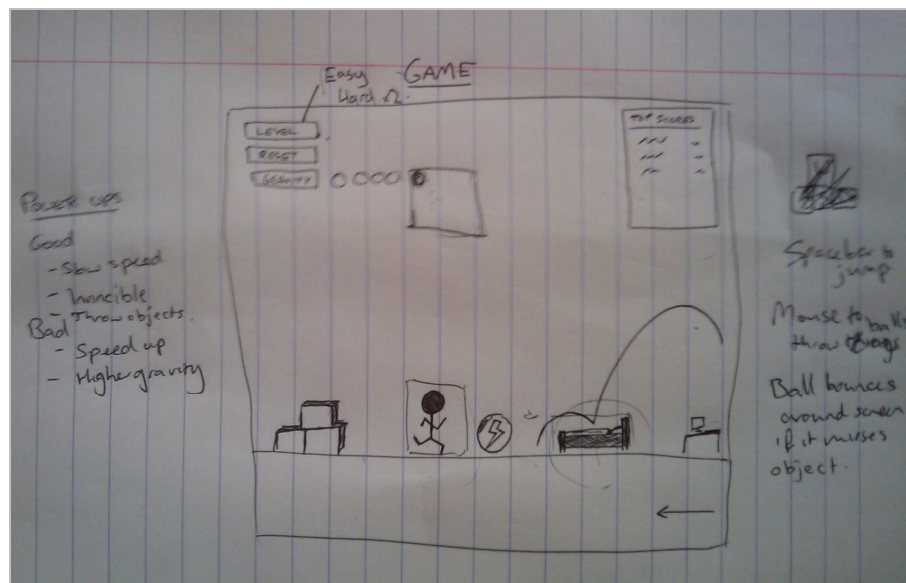 GAME
Easy
Hard
LEVEL
RESET
GRAVITY
TOP SCORES
Power ups
Good
- Slow speed
- Invincible
- Throw objects.
Bad
- Speed up
- Higher gravity
Spacebar to
jump
Mouse to
throw balls
Ball bounces
around screen
if it misses
object.